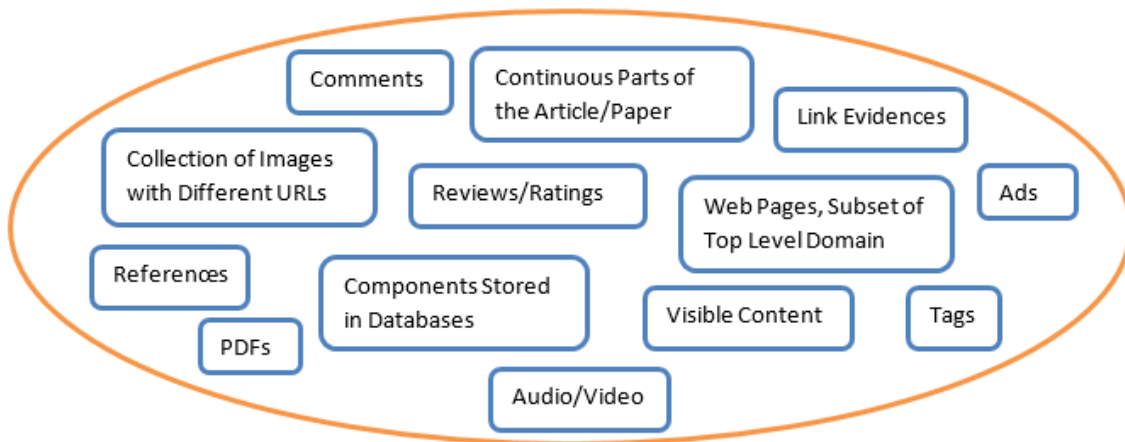 Comments
Continuous Parts of
the Article/Paper
Link Evidences
Collection of Images
with Different URLs
Reviews/Ratings
Web Pages, Subset of
Top Level Domain
Ads
References
Components Stored
in Databases
Visible Content
Tags
PDFs
Audio/Video